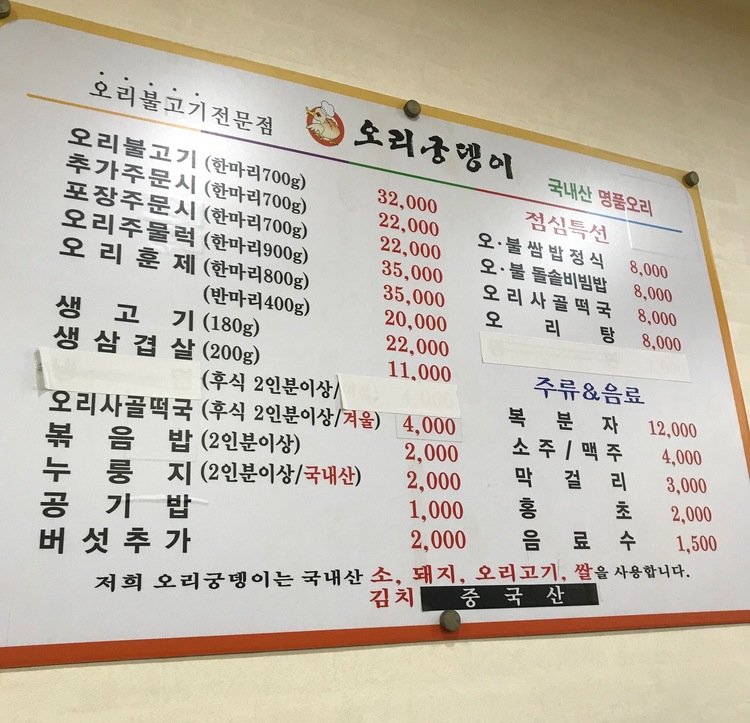 오리불고기전문점
오리궁뎅이
국내산 명품오리
오리불고기 (한마리700g) 32,000
추가주문시 (한마리700g) 22,000
포장주문시 (한마리700g) 22,000
오리주물럭 (한마리900g) 35,000
오리훈제 (한마리800g) 35,000
(반마리400g) 20,000
생고기 (180g) 22,000
생삼겹살 (200g) 11,000
(후식 2인분이상/
오리사골떡국 (후식 2인분이상/겨울) 4,000
볶음밥 (2인분이상) 2,000
누룽지 (2인분이상/국내산) 2,000
공기밥 1,000
버섯추가 2,000
점심특선
오·불쌈밥정식 8,000
오·불돌솥비빔밥 8,000
오리사골떡국 8,000
오리탕 8,000
주류&음료
복분자 12,000
소주/맥주 4,000
막걸리 3,000
홍초 2,000
음료수 1,500
저희 오리궁뎅이는 국내산 소, 돼지, 오리고기, 쌀을 사용합니다.
김치 중국산